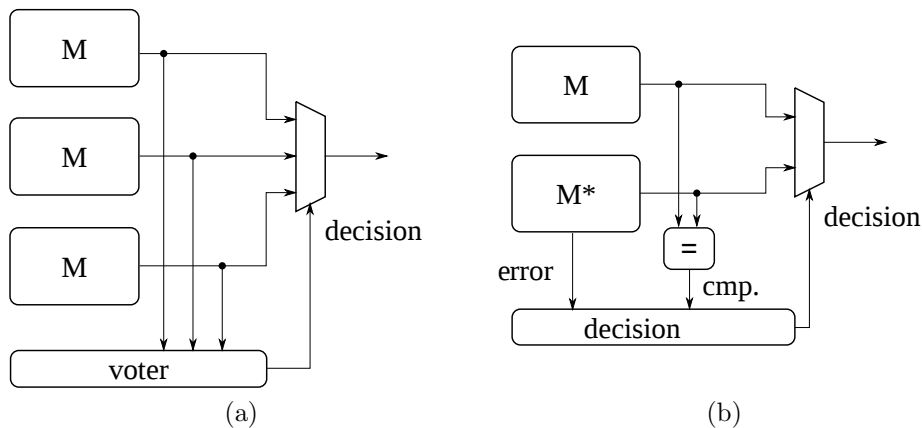 M
M
M
decision
voter
(a)
M
M*
=
error
cmp.
decision
decision
(b)